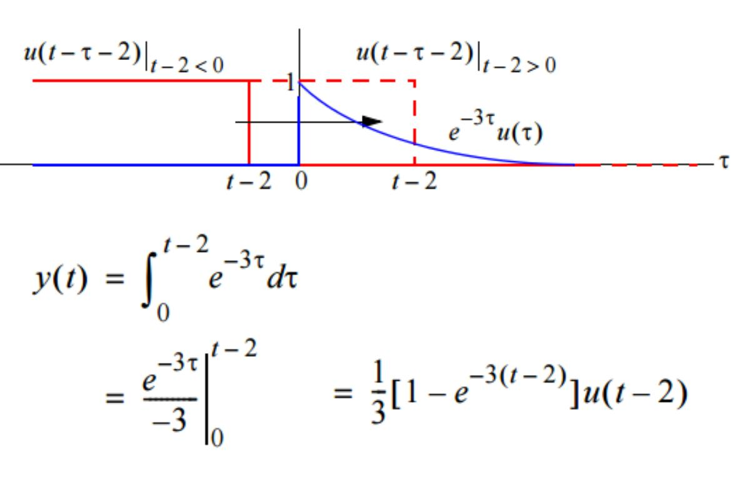 u(t − τ − 2)|t − 2 < 0
u(t − τ − 2)|t − 2 > 0
1
e^−3τ u(τ)
τ
t − 2 0 t − 2
y(t) = ∫_0^t − 2 e^−3τ dτ
= e^−3τ / −3 |_0^t − 2 = 1/3 [1 − e^−3(t − 2)]u(t − 2)